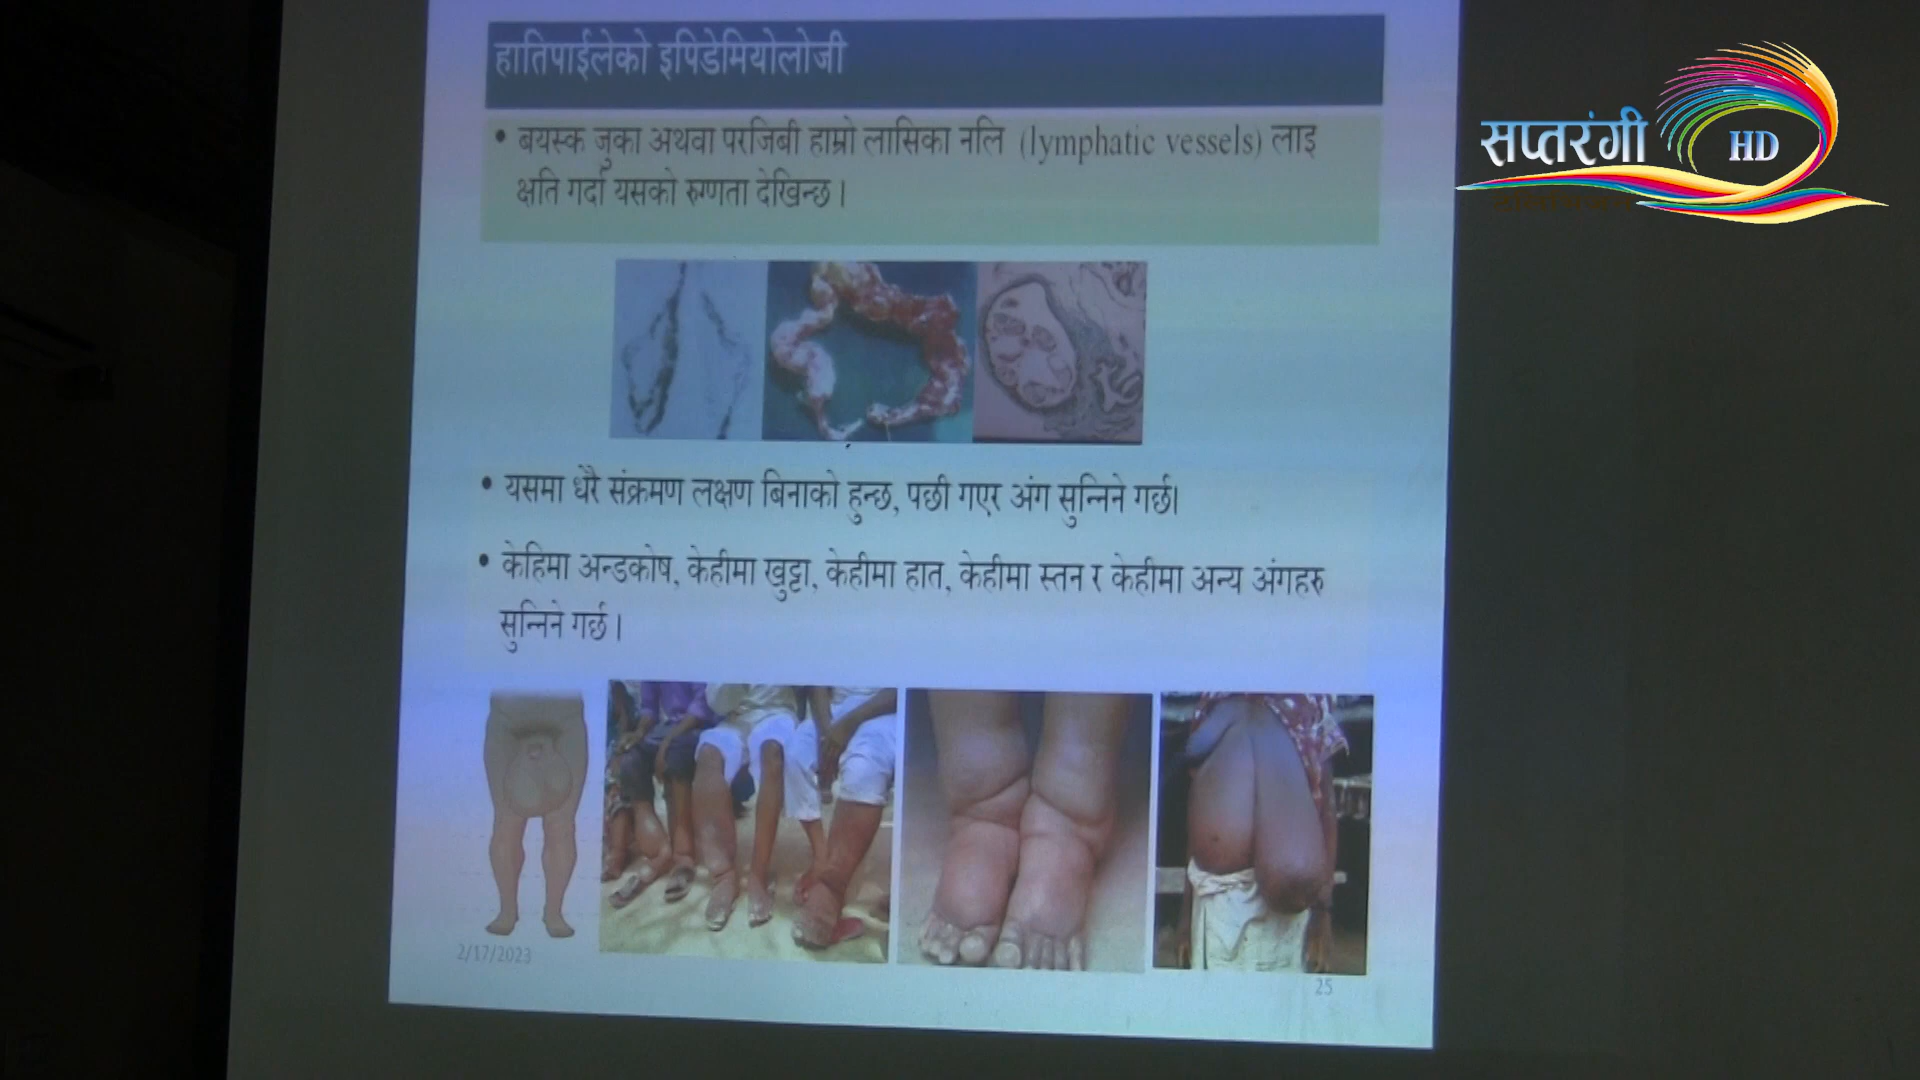 हातिपाईलेको इपिडेमियोलोजी
सप्तरंगी HD
• बयस्क जुका अथवा परजिबी हाम्रो लासिका नलि (lymphatic vessels) लाइ
क्षति गर्दा यसको रुग्णता देखिन्छ ।
• यसमा धेरै संक्रमण लक्षण बिनाको हुन्छ, पछी गएर अंग सुन्निने गर्छ।
• केहिमा अन्डकोष, केहीमा खुट्टा, केहीमा हात, केहीमा स्तन र केहीमा अन्य अंगहरु
सुन्निने गर्छ ।
2/17/2023
25